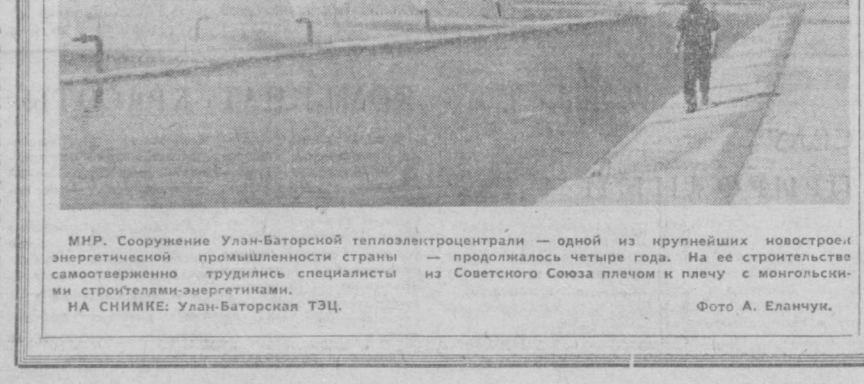 МНР. Сооружение Улан-Баторской теплоэлектроцентрали — одной из крупнейших новостроек
энергетической промышленности страны — продолжалось четыре года. На ее строительстве
самоотверженно трудились специалисты из Советского Союза плечом к плечу с монгольски-
ми строителями-энергетиками.
НА СНИМКЕ: Улан-Баторская ТЭЦ.
Фото А. Еланчук.